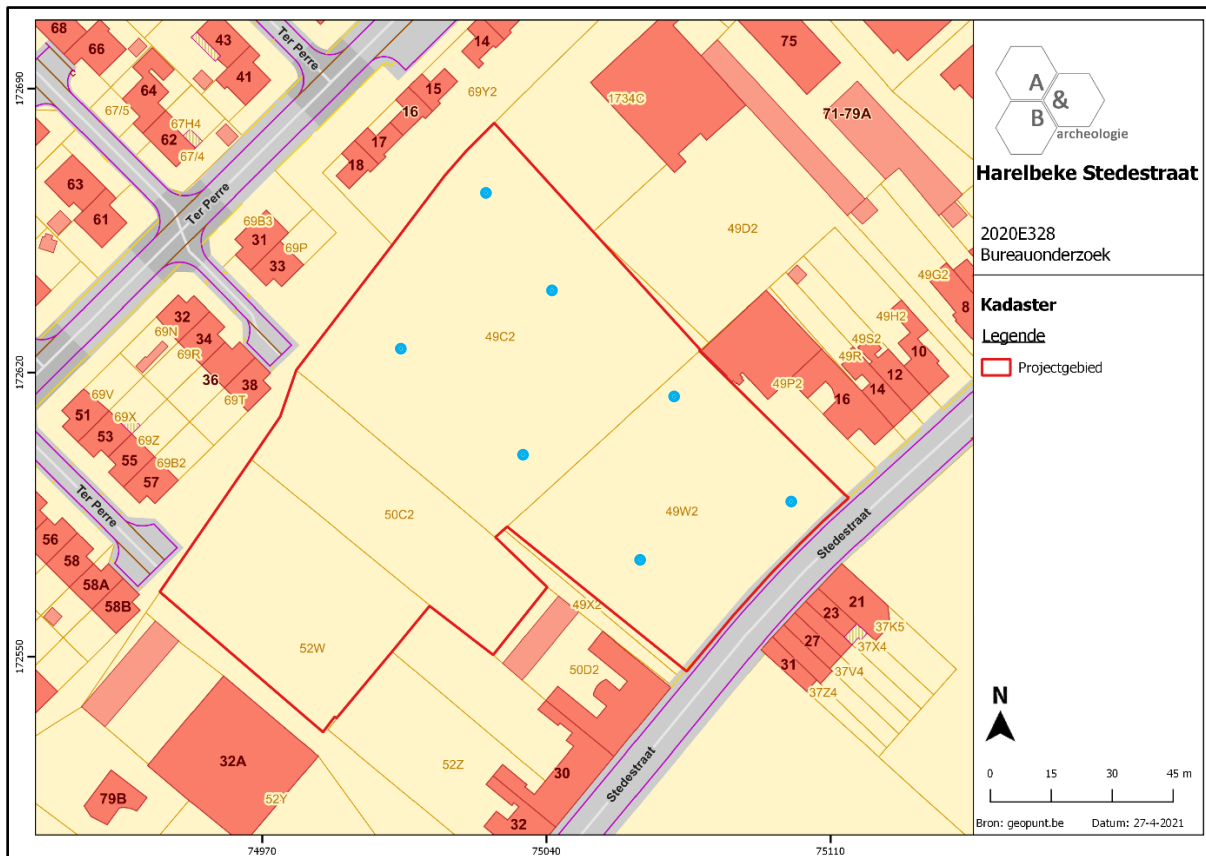 68
66
43
41
Ter Perre
14
75
64
67/5
67H4
62
67/4
15
16
69Y2
17
18
1734C
71-79A
172690
63
61
Ter Perre
69B3
31
69P
33
49D2
49G2
8
32
69N
34
69R
36
38
69T
49C2
49H2
49S2
10
49R
12
14
49P2
16
172620
51
69V
69X
53
69Z
55
69B2
57
Ter Perre
50C2
49W2
Stedestraat
56
58
58A
58B
49X2
21
23
37K5
27
37X4
31
37V4
37Z4
172550
52W
50D2
32A
52Z
30
Stedestraat
79B
52Y
32
74970
75040
75110
A
&
B
archeologie
Harelbeke Stedestraat
2020E328
Bureauonderzoek
Kadaster
Legende
Projectgebied
N
0 15 30 45 m
Bron: geopunt.be Datum: 27-4-2021